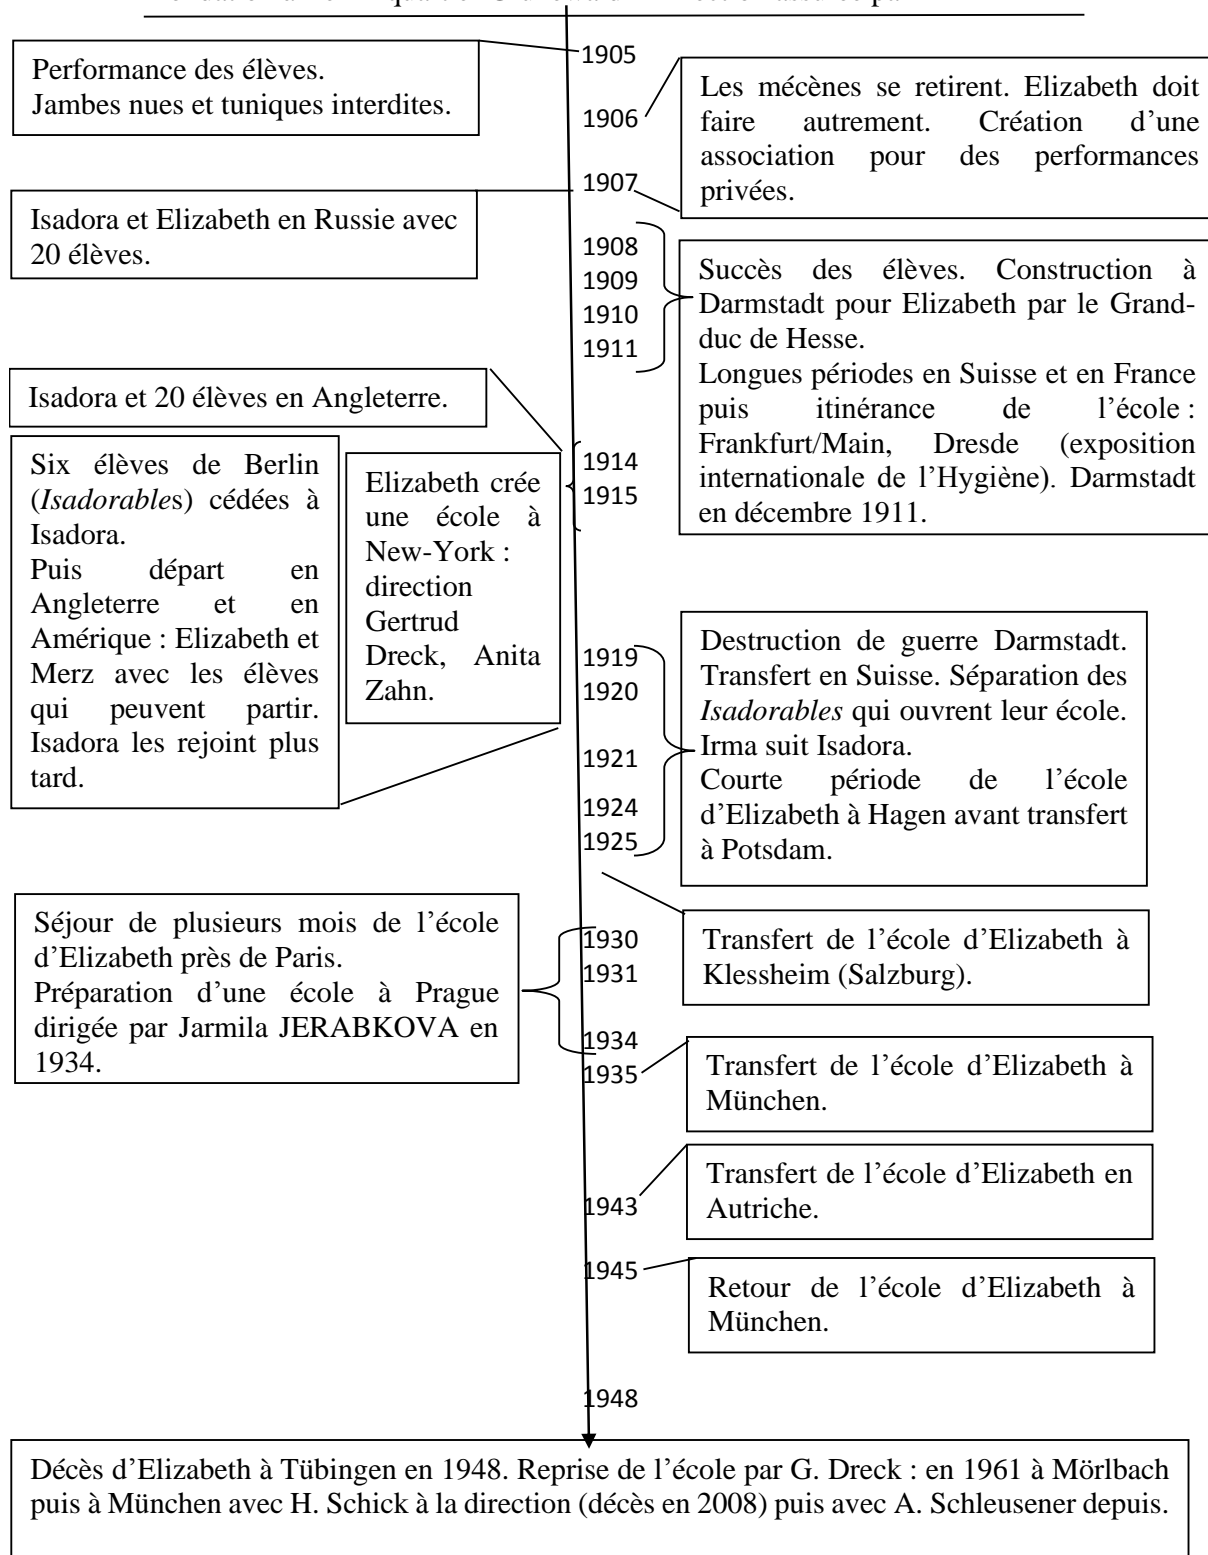 1905
Performance des élèves.
Jambes nues et tuniques interdites.
1906
Les mécènes se retirent. Elizabeth doit
faire autrement. Création d'une
association pour des performances
privées.
1907
Isadora et Elizabeth en Russie avec
20 élèves.
1908
1909
1910
1911
Succès des élèves. Construction à
Darmstadt pour Elizabeth par le Grand-
duc de Hesse.
Longues périodes en Suisse et en France
puis itinérance de l'école :
Frankfurt/Main, Dresde (exposition
internationale de l'Hygiène). Darmstadt
en décembre 1911.
Isadora et 20 élèves en Angleterre.
1914
1915
Six élèves de Berlin
(Isadorables) cédées à
Isadora.
Puis départ en
Angleterre et en
Amérique : Elizabeth et
Merz avec les élèves
qui peuvent partir.
Isadora les rejoint plus
tard.
Elizabeth crée
une école à
New-York :
direction
Gertrud
Dreck, Anita
Zahn.
1919
1920
1921
1924
1925
Destruction de guerre Darmstadt.
Transfert en Suisse. Séparation des
Isadorables qui ouvrent leur école.
Irma suit Isadora.
Courte période de l'école
d'Elizabeth à Hagen avant transfert
à Potsdam.
Transfert de l'école d'Elizabeth à
Klessheim (Salzburg).
Séjour de plusieurs mois de l'école
d'Elizabeth près de Paris.
Préparation d'une école à Prague
dirigée par Jarmila JERABKOVA en
1934.
1930
1931
1934
1935
Transfert de l'école d'Elizabeth à
München.
1943
Transfert de l'école d'Elizabeth en
Autriche.
1945
Retour de l'école d'Elizabeth à
München.
1948
Décès d'Elizabeth à Tübingen en 1948. Reprise de l'école par G. Dreck : en 1961 à Mörlbach
puis à München avec H. Schick à la direction (décès en 2008) puis avec A. Schleusener depuis.